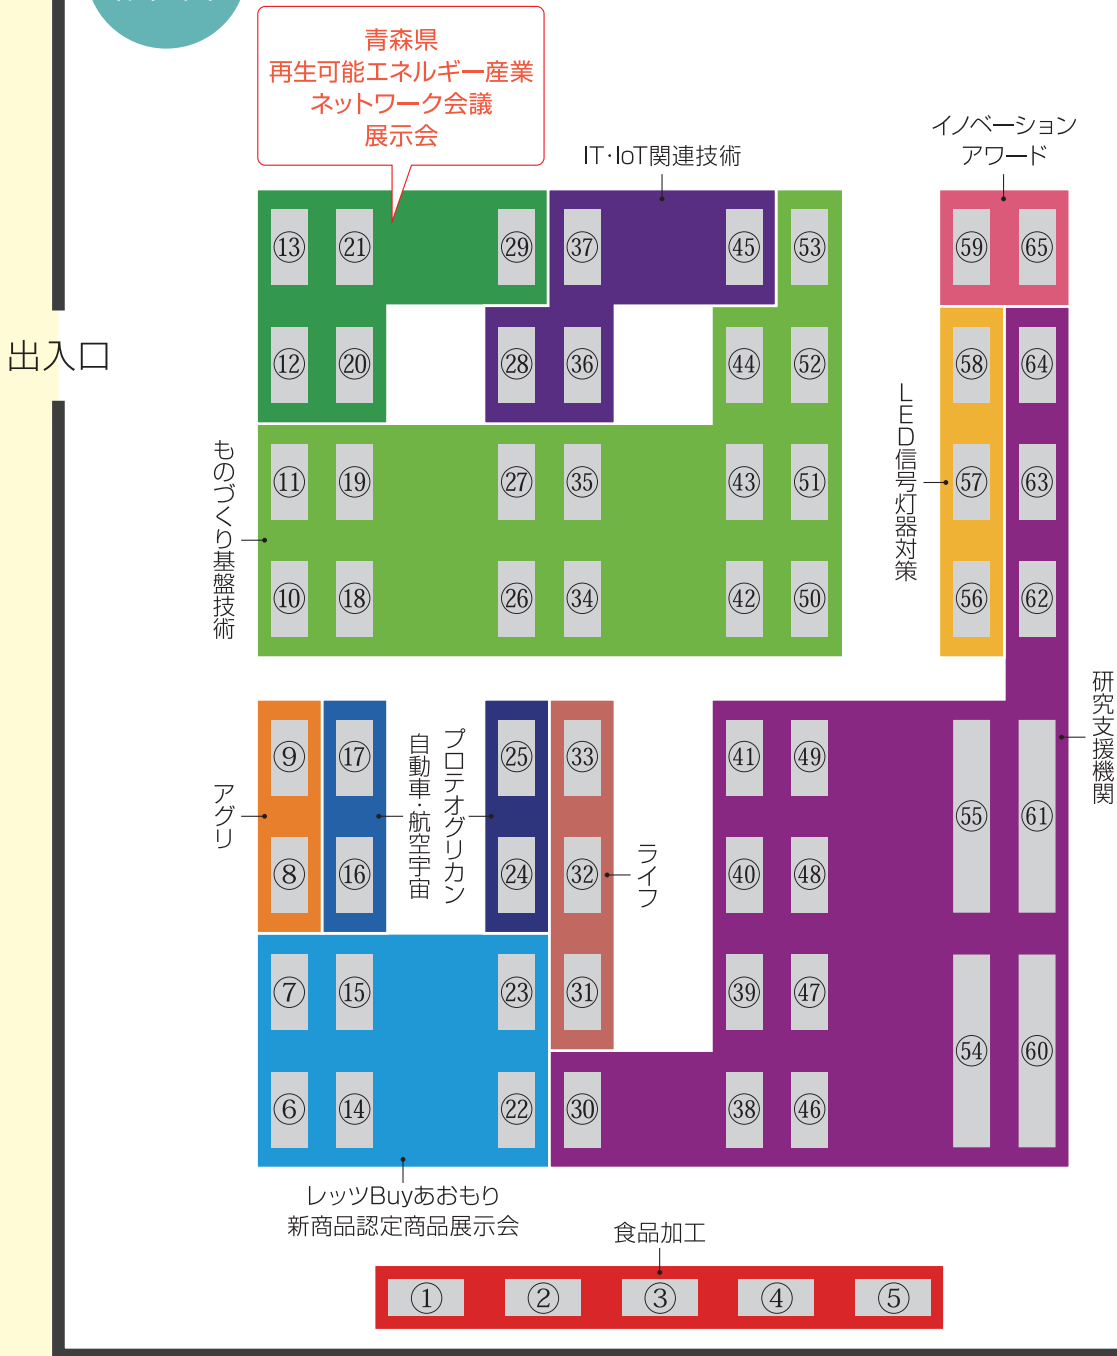 青森県
再生可能エネルギー産業
ネットワーク会議
展示会
IT・IoT関連技術
イノベーション
アワード
⑬ ㉑ ㉙ ㊲ ㊺ 53 59 65
出入口
⑫ ⑳ ㉘ ㊱ ㊹ 52 58 64
LED信号灯器対策
ものづくり基盤技術
⑪ ⑲ ㉗ ㉟ ㊸ 51 57 63
⑩ ⑱ ㉖ ㉞ ㊷ ㊿ 56 62
研究支援機関
アグリ
自動車・航空宇宙
プロテオグリカン
ライフ
⑨ ⑰ ㉕ ㉝ ㊶ ㊾ 55 61
⑧ ⑯ ㉔ ㉜ ㊵ ㊽
⑦ ⑮ ㉓ ㉛ ㊴ ㊼ 54 60
⑥ ⑭ ㉒ ㉚ ㊳ ㊻
レッツBuyあおもり
新商品認定商品展示会
食品加工
① ② ③ ④ ⑤